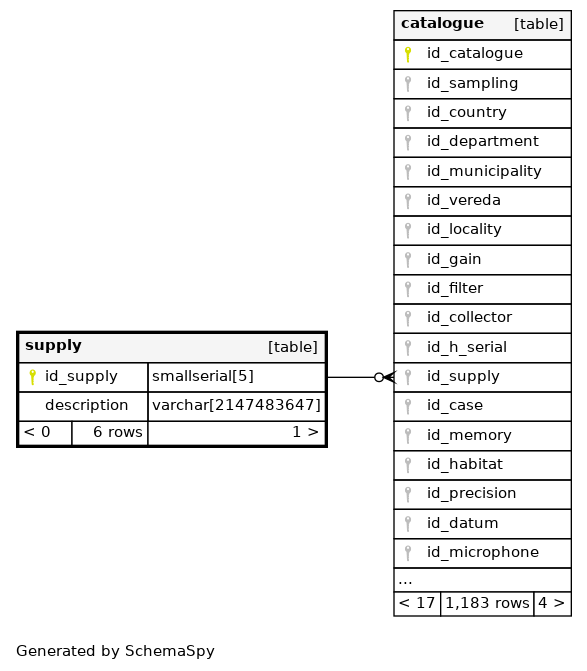 catalogue [table]
id_catalogue
id_sampling
id_country
id_department
id_municipality
id_vereda
id_locality
id_gain
id_filter
id_collector
id_h_serial
id_supply
id_case
id_memory
id_habitat
id_precision
id_datum
id_microphone
...
< 17 1,183 rows 4 >
supply [table]
id_supply smallserial[5]
description varchar[2147483647]
< 0 6 rows 1 >
Generated by SchemaSpy